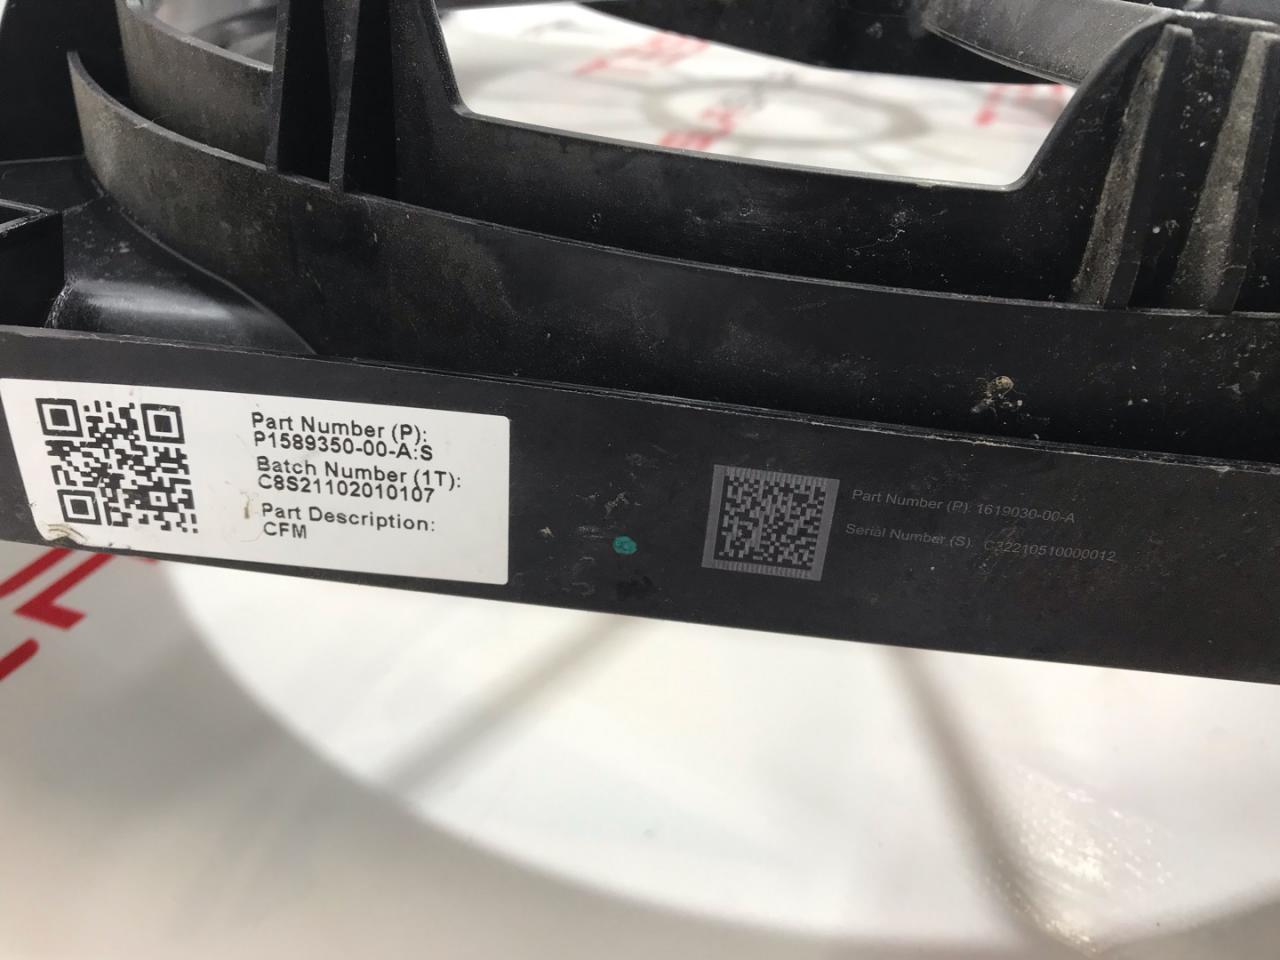 Part Number (P):
P1589350-00-A:S
Batch Number (1T):
C8S21102010107
Part Description:
CFM
Part Number (P): 1619030-00-A
Serial Number (S): C32210510000012